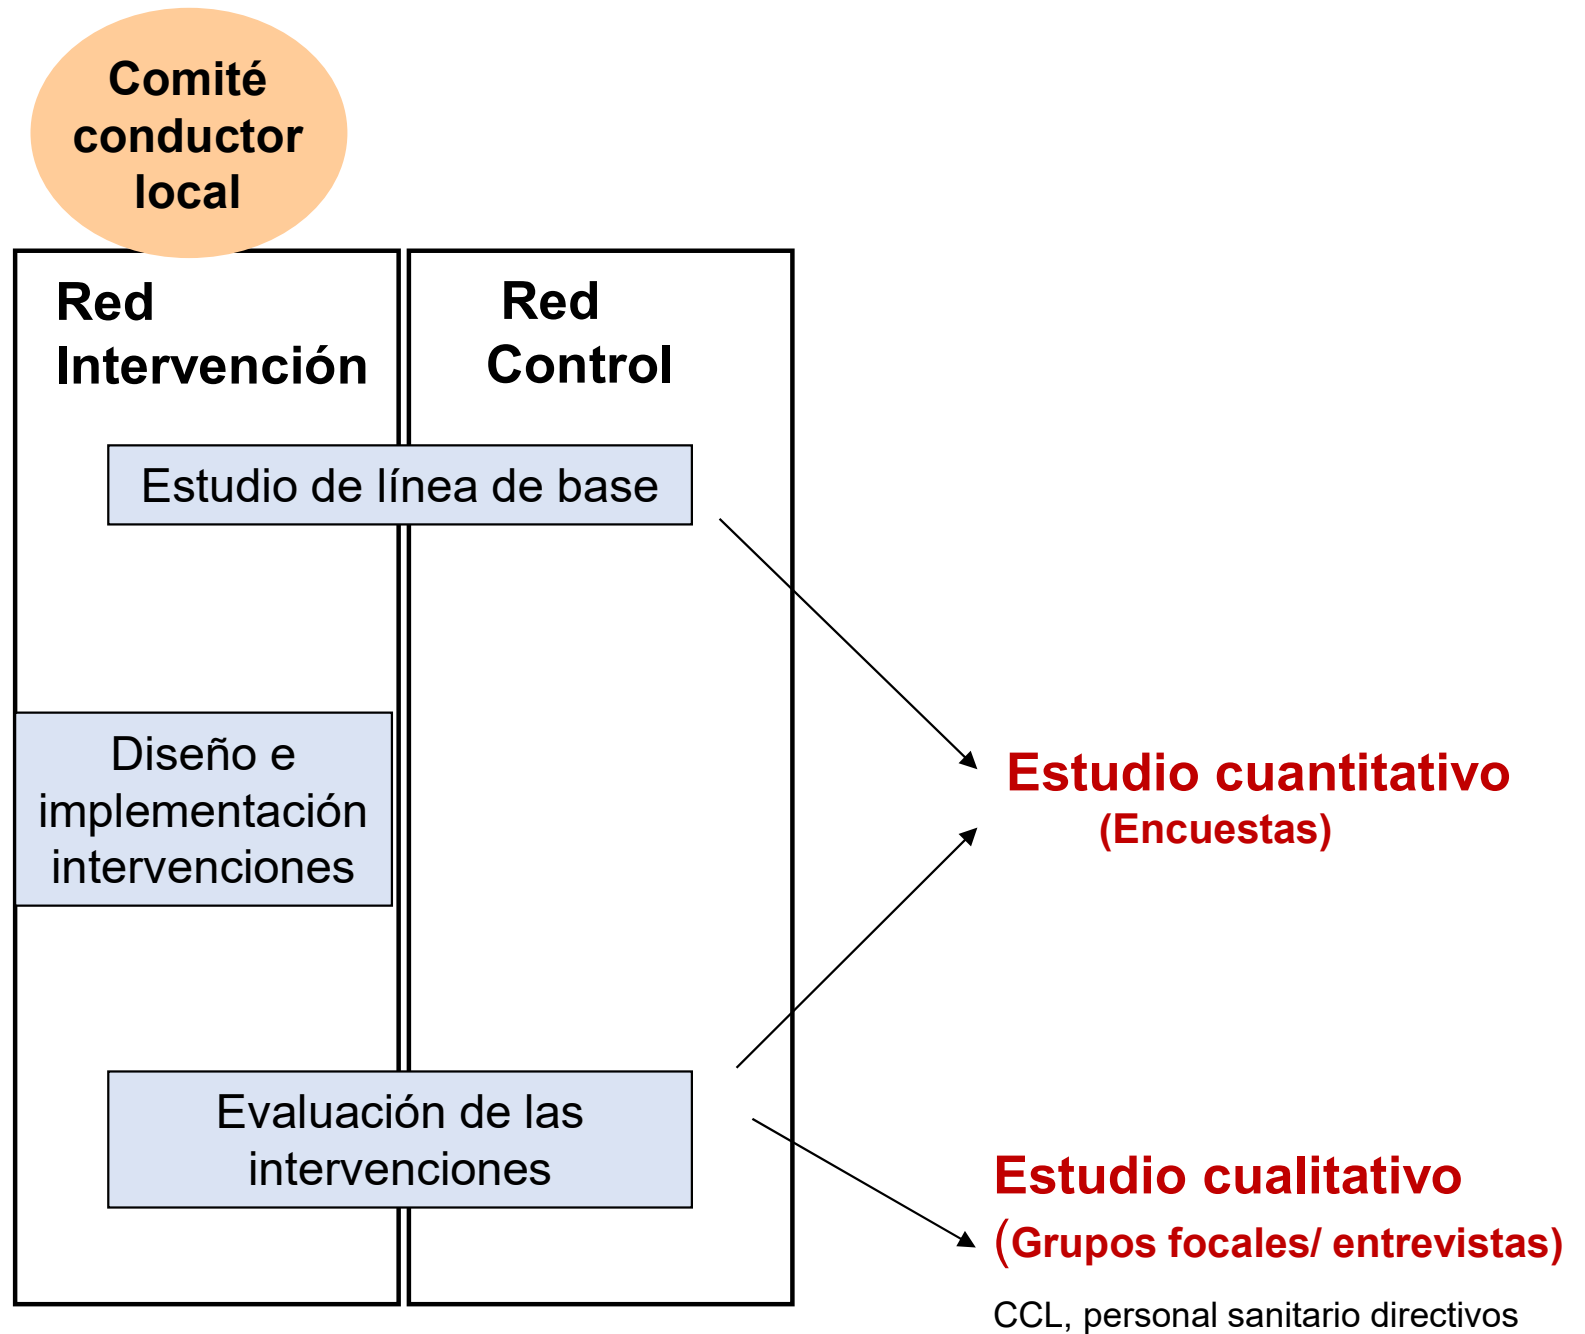 Comité
conductor
local
Red
Intervención
Red
Control
Estudio de línea de base
Diseño e
implementación
intervenciones
Estudio cuantitativo
(Encuestas)
Evaluación de las
intervenciones
Estudio cualitativo
(Grupos focales/ entrevistas)
CCL, personal sanitario directivos